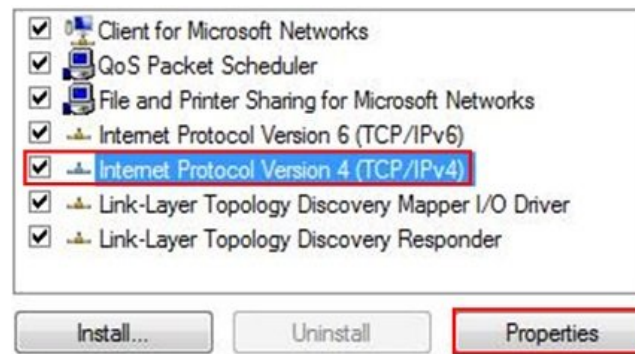 Client for Microsoft Networks
QoS Packet Scheduler
File and Printer Sharing for Microsoft Networks
Internet Protocol Version 6 (TCP/IPv6)
Internet Protocol Version 4 (TCP/IPv4)
Link-Layer Topology Discovery Mapper I/O Driver
Link-Layer Topology Discovery Responder
Install... Uninstall Properties